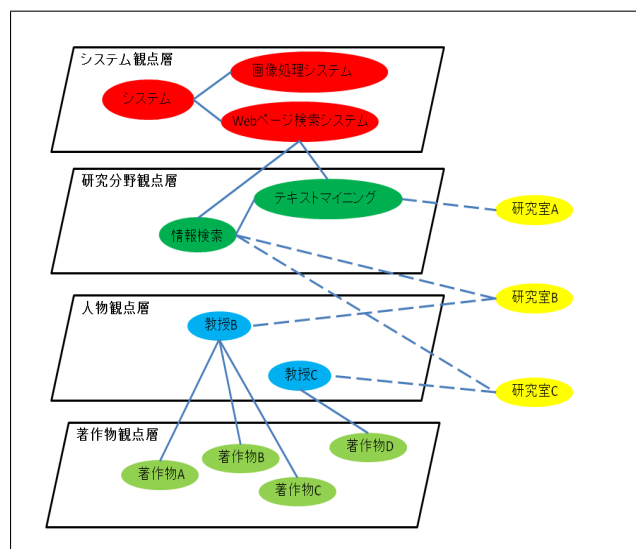 システム観点層
画像処理システム
システム
Webページ検索システム
研究分野観点層
テキストマイニング
研究室A
情報検索
研究室B
人物観点層
教授B
教授C
研究室C
著作物観点層
著作物D
著作物B
著作物A
著作物C